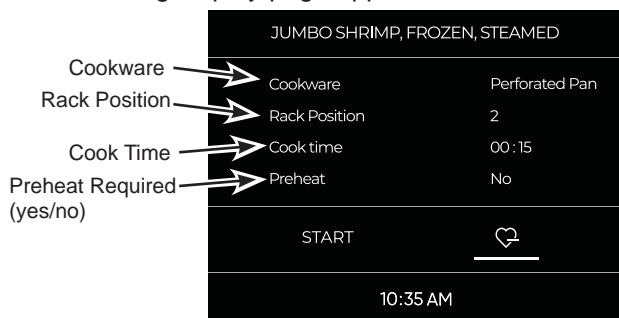 JUMBO SHRIMP, FROZEN, STEAMED
Cookware
Cookware
Perforated Pan
Rack Position
Rack Position
2
Cook Time
Cook time
00:15
Preheat Required
(yes/no)
Preheat
No
START
10:35 AM